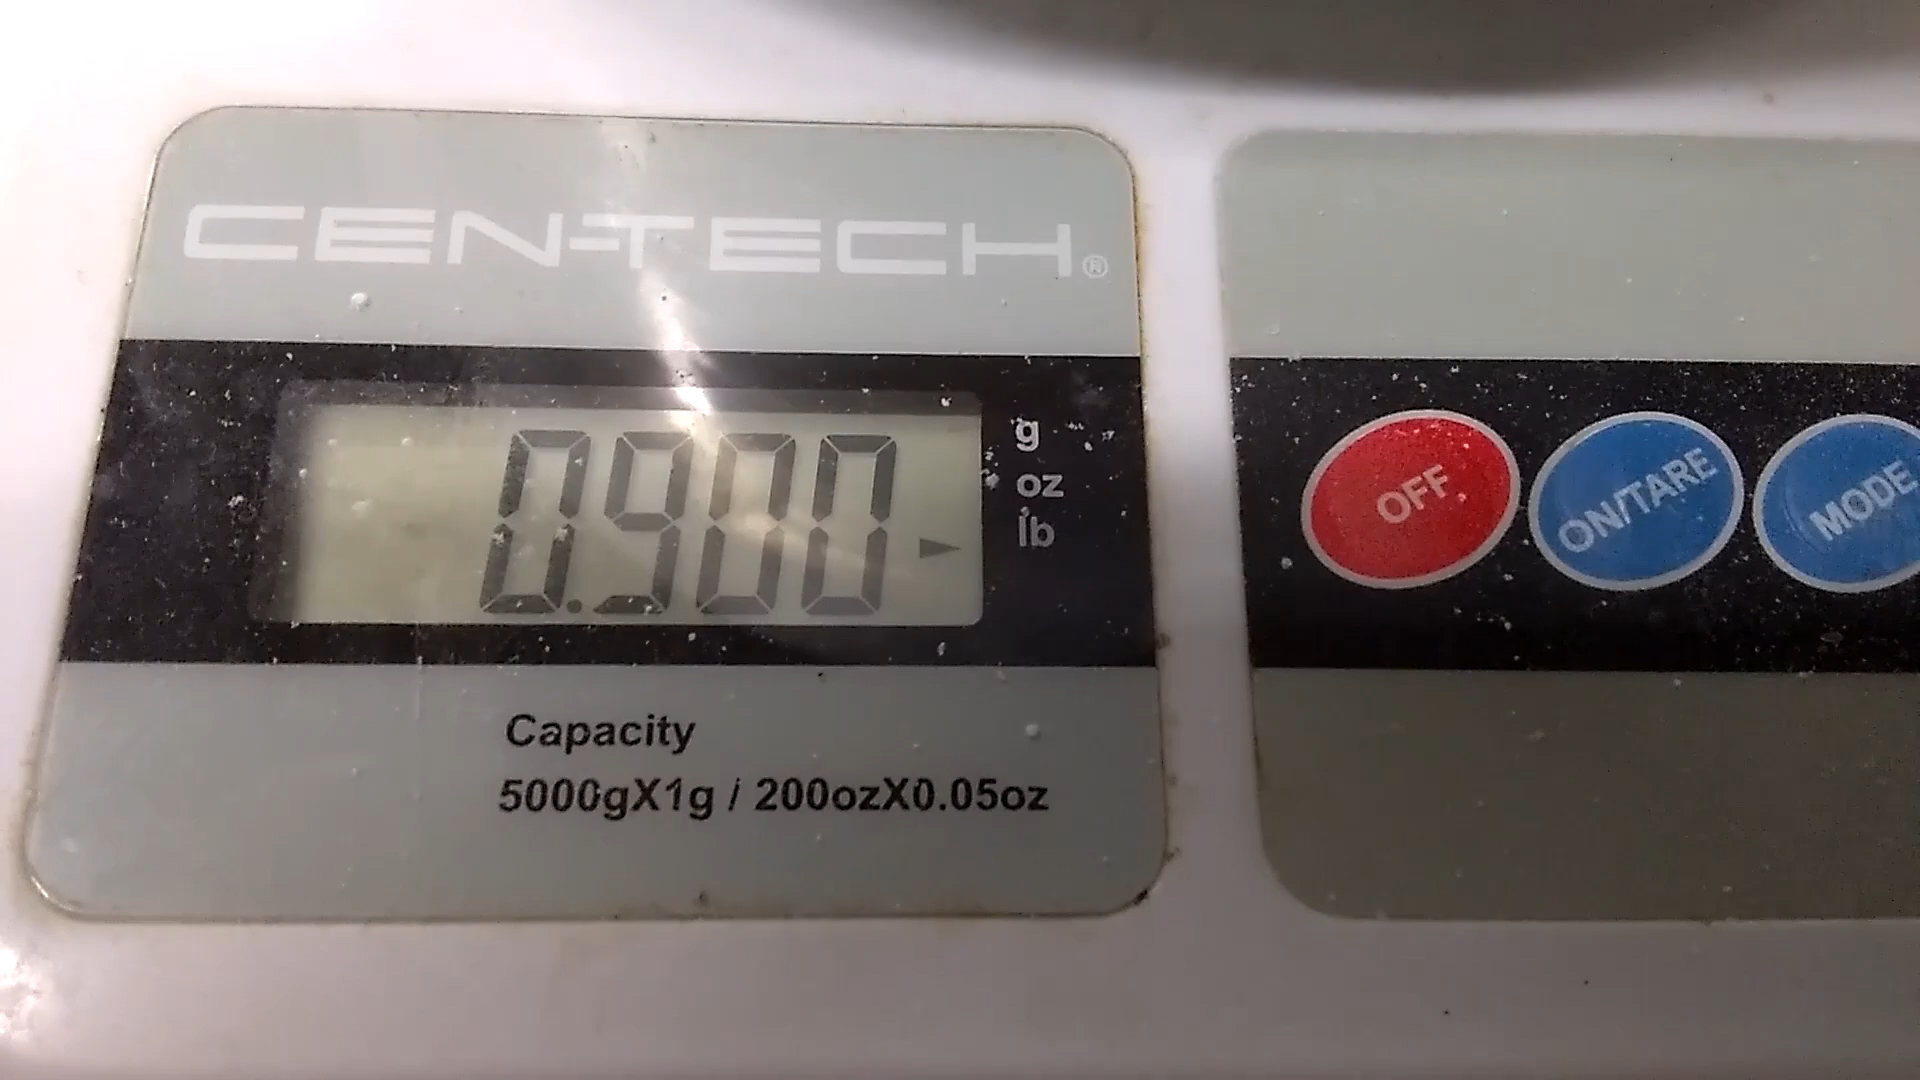 CEN-TECH®
0.900
g
oz
lb
Capacity
5000gX1g / 200ozX0.05oz
OFF
ON/TARE
MODE